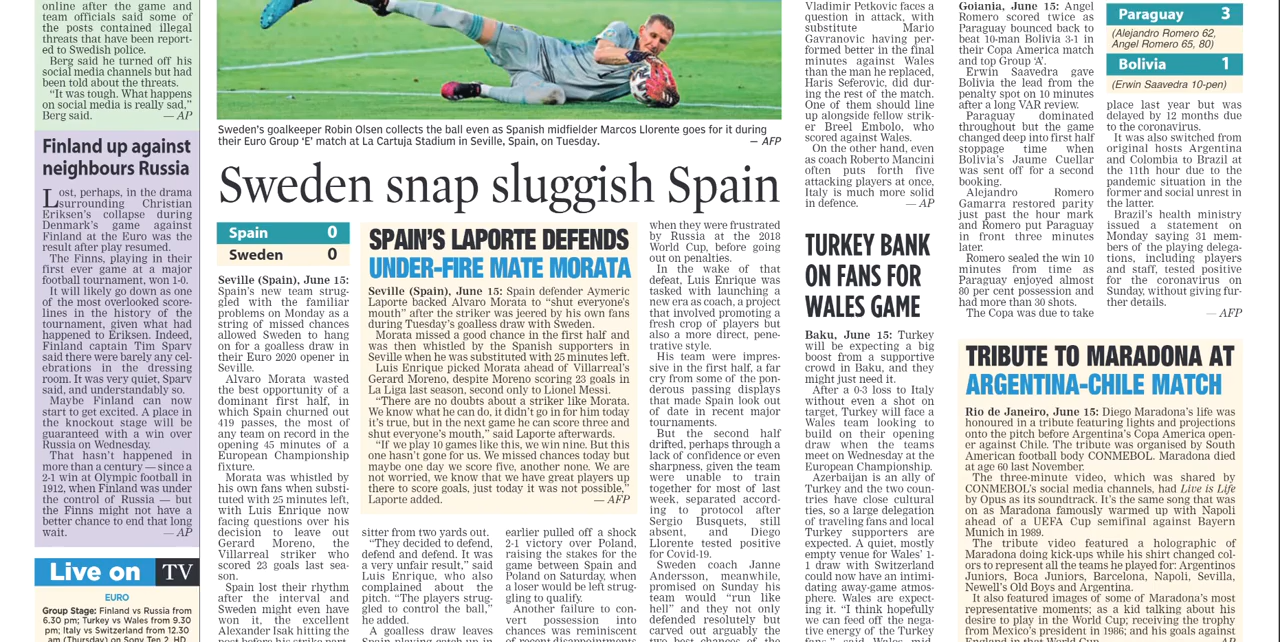 online after the game and
team officials said some of
the posts contained illegal
threats that have been report-
ed to Swedish police.
Berg said he turned off his
social media channels but had
been told about the threats.
"It was tough. What happens
on social media is really sad,"
Berg said. — AP
Finland up against
neighbours Russia
Lost, perhaps, in the drama
surrounding Christian
Eriksen's collapse during
Denmark's game against
Finland at the Euro was the
result after play resumed.
The Finns, playing in their
first ever game at a major
football tournament, won 1-0.
It will likely go down as one
of the most overlooked score-
lines in the history of the
tournament, given what had
happened to Eriksen. Indeed,
Finland captain Tim Sparv
said there were barely any cel-
ebrations in the dressing
room. It was very quiet, Sparv
said, and understandably so.
Maybe Finland can now
start to get excited. A place in
the knockout stage will be
guaranteed with a win over
Russia on Wednesday.
That hasn't happened in
more than a century — since a
2-1 win at Olympic football in
1912, when Finland was under
the control of Russia — but
the Finns might not have a
better chance to end that long
wait. — AP
Live on TV
EURO
Group Stage: Finland vs Russia from
6.30 pm; Turkey vs Wales from 9.30
pm; Italy vs Switzerland from 12.30
am (Thursday) on Sony Ten 2, HD
Sweden's goalkeeper Robin Olsen collects the ball even as Spanish midfielder Marcos Llorente goes for it during
their Euro Group 'E' match at La Cartuja Stadium in Seville, Spain, on Tuesday. — AFP
Sweden snap sluggish Spain
Spain 0
Sweden 0
Seville (Spain), June 15:
Spain's new team strug-
gled with the familiar
problems on Monday as a
string of missed chances
allowed Sweden to hang
on for a goalless draw in
their Euro 2020 opener in
Seville.
Alvaro Morata wasted
the best opportunity of a
dominant first half, in
which Spain churned out
419 passes, the most of
any team on record in the
opening 45 minutes of a
European Championship
fixture.
Morata was whistled by
his own fans when substi-
tuted with 25 minutes left,
with Luis Enrique now
facing questions over his
decision to leave out
Gerard Moreno, the
Villarreal striker who
scored 23 goals last sea-
son.
Spain lost their rhythm
after the interval and
Sweden might even have
won it, the excellent
Alexander Isak hitting the
SPAIN'S LAPORTE DEFENDS
UNDER-FIRE MATE MORATA
Seville (Spain), June 15: Spain defender Aymeric
Laporte backed Alvaro Morata to "shut everyone's
mouth" after the striker was jeered by his own fans
during Tuesday's goalless draw with Sweden.
Morata missed a good chance in the first half and
was then whistled by the Spanish supporters in
Seville when he was substituted with 25 minutes left.
Luis Enrique picked Morata ahead of Villarreal's
Gerard Moreno, despite Moreno scoring 23 goals in
La Liga last season, second only to Lionel Messi.
"There are no doubts about a striker like Morata.
We know what he can do, it didn't go in for him today
it's true, but in the next game he can score three and
shut everyone's mouth," said Laporte afterwards.
"If we play 10 games like this, we win nine. But this
one hasn't gone for us. We missed chances today but
maybe one day we score five, another none. We are
not worried, we know that we have great players up
there to score goals, just today it was not possible,"
Laporte added. — AFP
sitter from two yards out.
"They decided to defend,
defend and defend. It was
a very unfair result," said
Luis Enrique, who also
complained about the
pitch. "The players strug-
gled to control the ball,"
he added.
A goalless draw leaves
earlier pulled off a shock
2-1 victory over Poland,
raising the stakes for the
game between Spain and
Poland on Saturday, when
a loser would be left strug-
gling to qualify.
Another failure to con-
vert possession into
chances was reminiscent
when they were frustrated
by Russia at the 2018
World Cup, before going
out on penalties.
In the wake of that
defeat, Luis Enrique was
tasked with launching a
new era as coach, a project
that involved promoting a
fresh crop of players but
also a more direct, pene-
trative style.
His team were impres-
sive in the first half, a far
cry from some of the pon-
derous passing displays
that made Spain look out
of date in recent major
tournaments.
But the second half
drifted, perhaps through a
lack of confidence or even
sharpness, given the team
were unable to train
together for most of last
week, separated accord-
ing to protocol after
Sergio Busquets, still
absent, and Diego
Llorente tested positive
for Covid-19.
Sweden coach Janne
Andersson, meanwhile,
promised on Sunday his
team would "run like
hell" and they not only
defended resolutely but
carried out arguably the
Vladimir Petkovic faces a
question in attack, with
substitute Mario
Gavranovic having per-
formed better in the final
minutes against Wales
than the man he replaced,
Haris Seferovic, did dur-
ing the rest of the match.
One of them should line
up alongside fellow strik-
er Breel Embolo, who
scored against Wales.
On the other hand, even
as coach Roberto Mancini
often puts forth five
attacking players at once,
Italy is much more solid
in defence. — AP
TURKEY BANK
ON FANS FOR
WALES GAME
Baku, June 15: Turkey
will be expecting a big
boost from a supportive
crowd in Baku, and they
might just need it.
After a 0-3 loss to Italy
without even a shot on
target, Turkey will face a
Wales team looking to
build on their opening
draw when the teams
meet on Wednesday at the
European Championship.
Azerbaijan is an ally of
Turkey and the two coun-
tries have close cultural
ties, so a large delegation
of traveling fans and local
Turkey supporters are
expected. A quiet, mostly
empty venue for Wales' 1-
1 draw with Switzerland
could now have an intimi-
dating away-game atmos-
phere. Wales are expect-
ing it. "I think hopefully
we can feed off the nega-
tive energy of the Turkey
Goiania, June 15: Angel
Romero scored twice as
Paraguay bounced back to
beat 10-man Bolivia 3-1 in
their Copa America match
and top Group 'A'.
Erwin Saavedra gave
Bolivia the lead from the
penalty spot on 10 minutes
after a long VAR review.
Paraguay dominated
throughout but the game
changed deep into first half
stoppage time when
Bolivia's Jaume Cuellar
was sent off for a second
booking.
Alejandro Romero
Gamarra restored parity
just past the hour mark
and Romero put Paraguay
in front three minutes
later.
Romero sealed the win 10
minutes from time as
Paraguay enjoyed almost
80 per cent possession and
had more than 30 shots.
The Copa was due to take
Paraguay 3
(Alejandro Romero 62,
Angel Romero 65, 80)
Bolivia 1
(Erwin Saavedra 10-pen)
place last year but was
delayed by 12 months due
to the coronavirus.
It was also switched from
original hosts Argentina
and Colombia to Brazil at
the 11th hour due to the
pandemic situation in the
former and social unrest in
the latter.
Brazil's health ministry
issued a statement on
Monday saying 31 mem-
bers of the playing delega-
tions, including players
and staff, tested positive
for the coronavirus on
Sunday, without giving fur-
ther details.
— AFP
TRIBUTE TO MARADONA AT
ARGENTINA-CHILE MATCH
Rio de Janeiro, June 15: Diego Maradona's life was
honoured in a tribute featuring lights and projections
onto the pitch before Argentina's Copa America open-
er against Chile. The tribute was organised by South
American football body CONMEBOL. Maradona died
at age 60 last November.
The three-minute video, which was shared by
CONMEBOL's social media channels, had Live is Life
by Opus as its soundtrack. It's the same song that was
on as Maradona famously warmed up with Napoli
ahead of a UEFA Cup semifinal against Bayern
Munich in 1989.
The tribute video featured a holographic of
Maradona doing kick-ups while his shirt changed col-
ors to represent all the teams he played for: Argentinos
Juniors, Boca Juniors, Barcelona, Napoli, Sevilla,
Newell's Old Boys and Argentina.
It also featured images of some of Maradona's most
representative moments; as a kid talking about his
desire to play in the World Cup; receiving the trophy
from Mexico's president in 1986; and his goals against